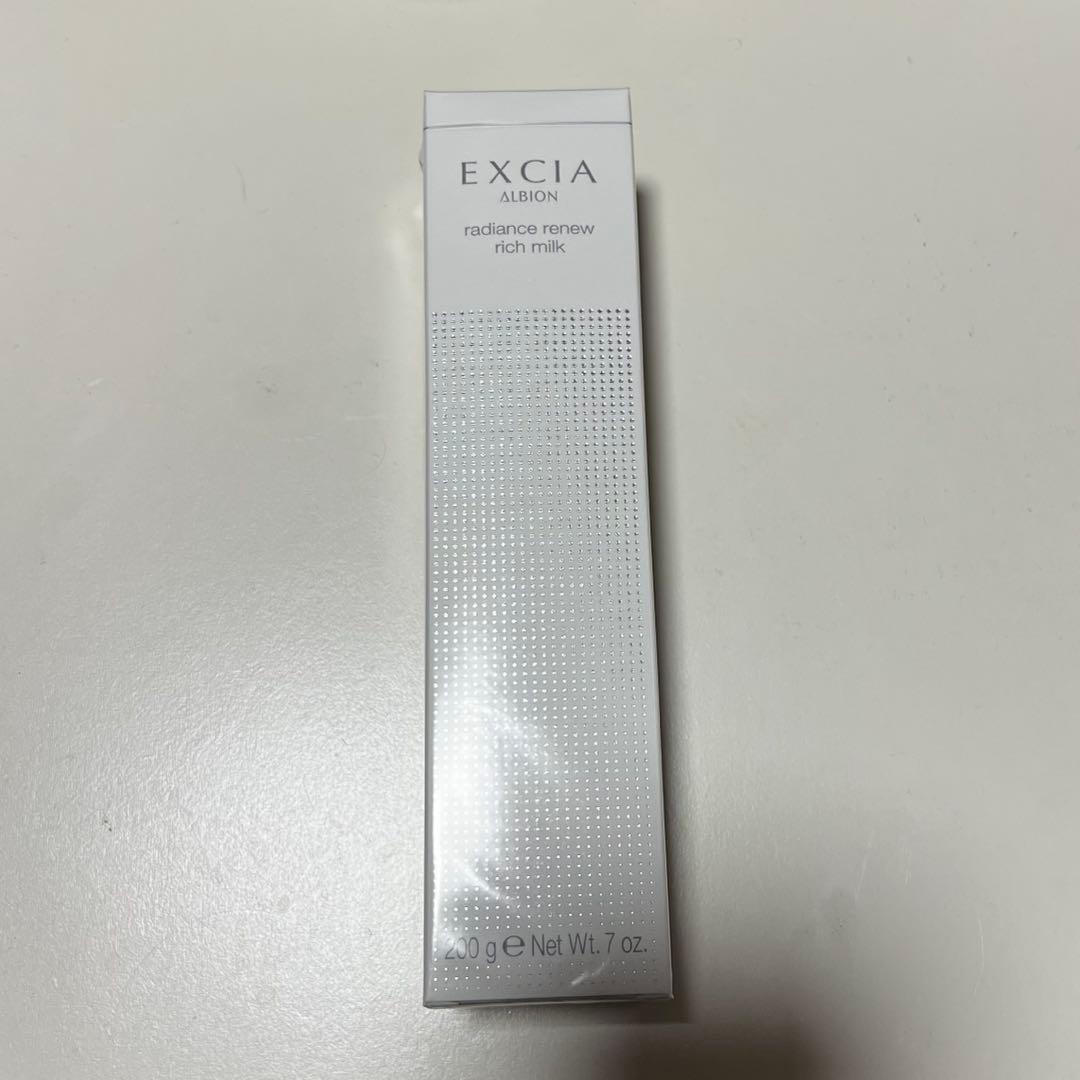 EXCIA
ALBION
radiance renew
rich milk
200 g ℮ Net Wt. 7 oz.